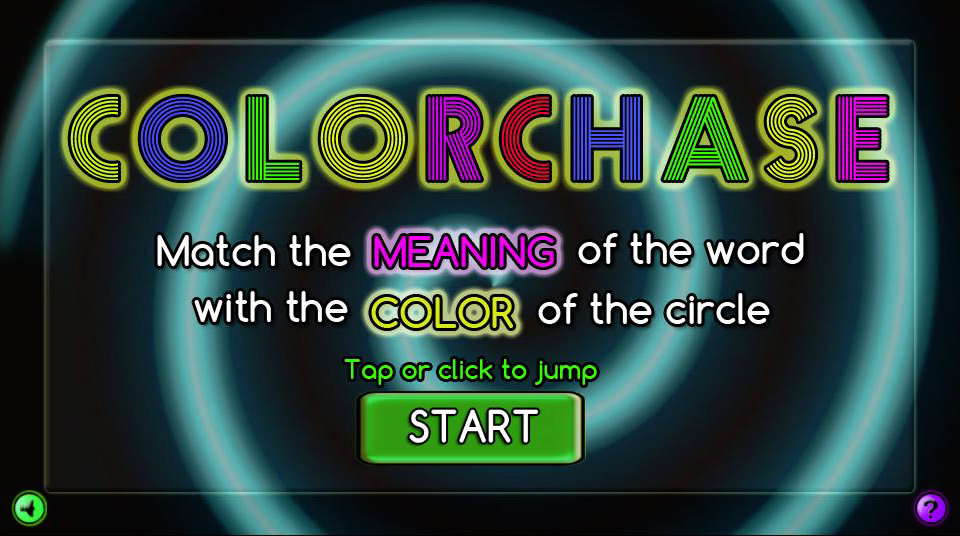 COLORCHASE
Match the MEANING of the word
with the COLOR of the circle
Tap or click to jump
START
?